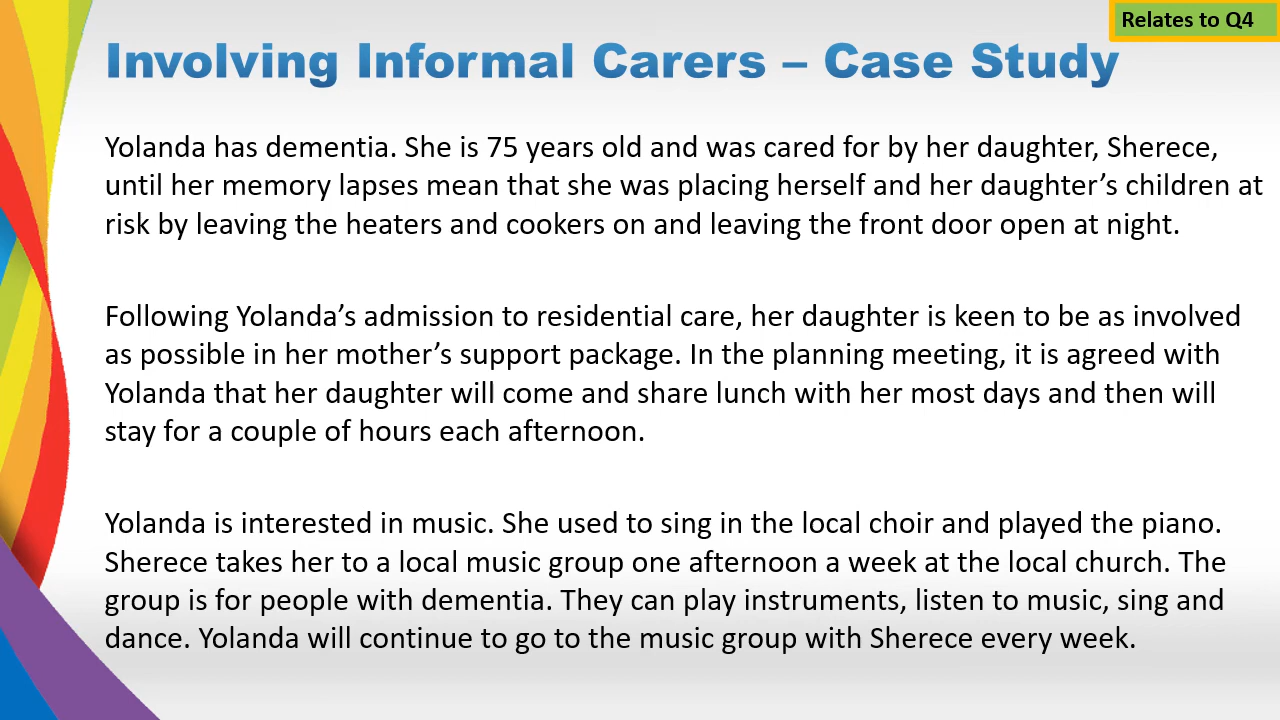 Relates to Q4
Involving Informal Carers – Case Study
Yolanda has dementia. She is 75 years old and was cared for by her daughter, Sherece,
until her memory lapses mean that she was placing herself and her daughter’s children at
risk by leaving the heaters and cookers on and leaving the front door open at night.
Following Yolanda’s admission to residential care, her daughter is keen to be as involved
as possible in her mother’s support package. In the planning meeting, it is agreed with
Yolanda that her daughter will come and share lunch with her most days and then will
stay for a couple of hours each afternoon.
Yolanda is interested in music. She used to sing in the local choir and played the piano.
Sherece takes her to a local music group one afternoon a week at the local church. The
group is for people with dementia. They can play instruments, listen to music, sing and
dance. Yolanda will continue to go to the music group with Sherece every week.